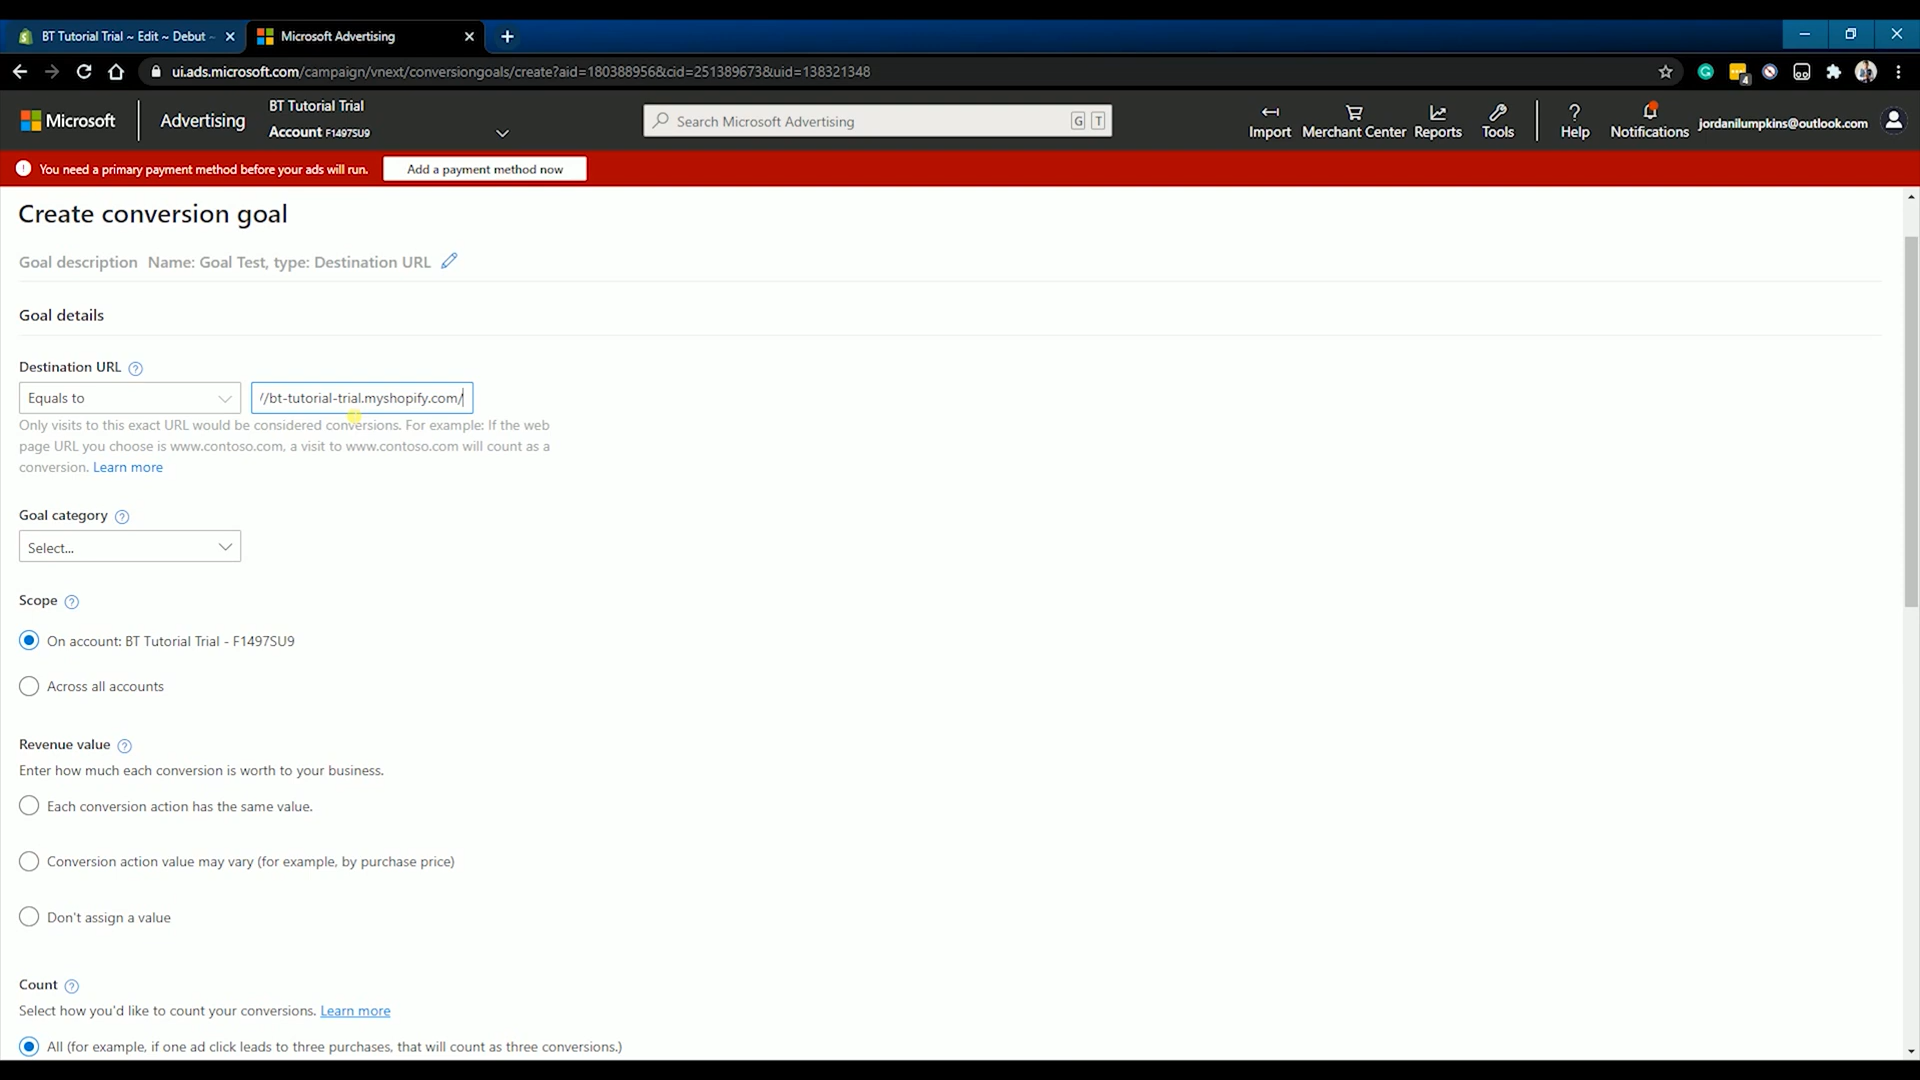 BT Tutorial Trial ~ Edit ~ Debut ~
Microsoft Advertising
ui.ads.microsoft.com/campaign/vnext/conversiongoals/create?aid=180388956&cid=251389673&uid=138321348
4
Microsoft
Advertising
BT Tutorial Trial
Account F1497SU9
Search Microsoft Advertising
G T
Import
Merchant Center
Reports
Tools
?
Help
Notifications
jordanilumpkins@outlook.com
You need a primary payment method before your ads will run.
Add a payment method now
Create conversion goal
Goal description Name: Goal Test, type: Destination URL
Goal details
Destination URL ?
Equals to
//bt-tutorial-trial.myshopify.com/
Only visits to this exact URL would be considered conversions. For example: If the web
page URL you choose is www.contoso.com, a visit to www.contoso.com will count as a
conversion. Learn more
Goal category ?
Select...
Scope ?
On account: BT Tutorial Trial - F1497SU9
Across all accounts
Revenue value ?
Enter how much each conversion is worth to your business.
Each conversion action has the same value.
Conversion action value may vary (for example, by purchase price)
Don't assign a value
Count ?
Select how you'd like to count your conversions. Learn more
All (for example, if one ad click leads to three purchases, that will count as three conversions.)